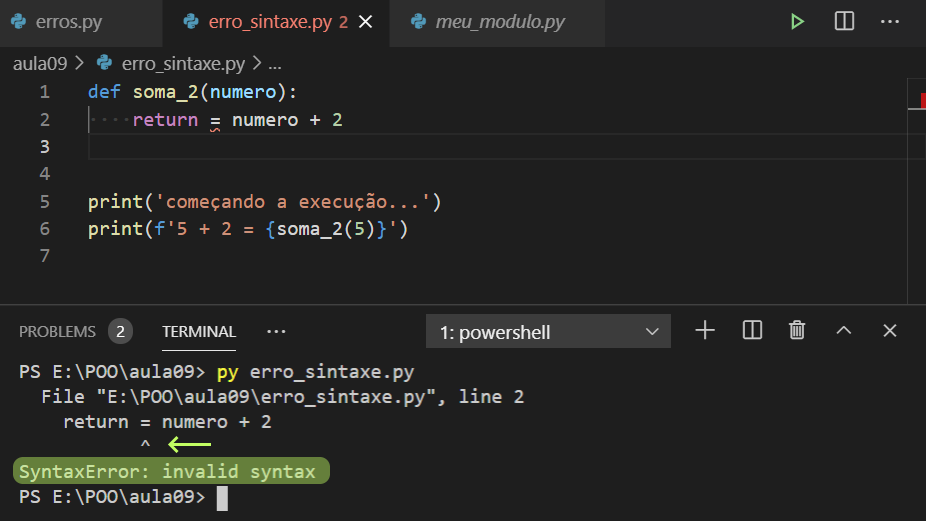 erros.py erro_sintaxe.py 2 meu_modulo.py ...
aula09 > erro_sintaxe.py > ...
1 def soma_2(numero):
2     return = numero + 2
3
4
5 print('começando a execução...')
6 print(f'5 + 2 = {soma_2(5)}')
7
PROBLEMS 2 TERMINAL ... 1: powershell
PS E:\POO\aula09> py erro_sintaxe.py
  File "E:\POO\aula09\erro_sintaxe.py", line 2
    return = numero + 2
           ^
SyntaxError: invalid syntax
PS E:\POO\aula09>